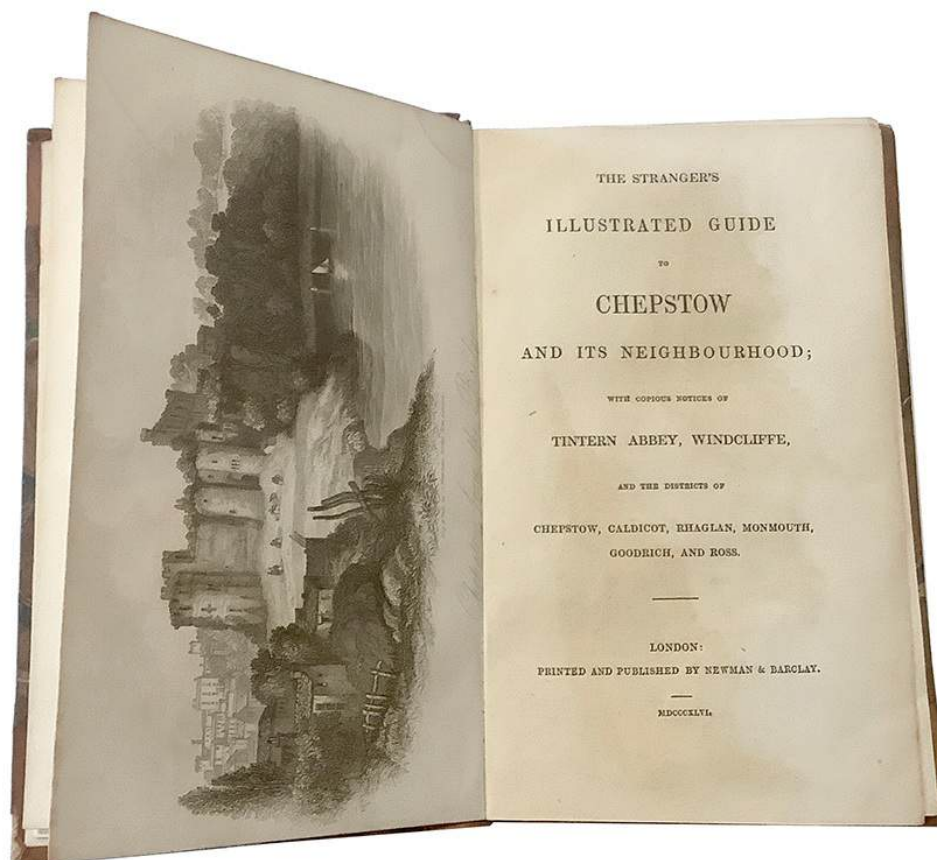 THE STRANGER'S
ILLUSTRATED GUIDE
TO
CHEPSTOW
AND ITS NEIGHBOURHOOD;
WITH COPIOUS NOTICES OF
TINTERN ABBEY, WINDCLIFFE,
AND THE DISTRICTS OF
CHEPSTOW, CALDICOT, RHAGLAN, MONMOUTH,
GOODRICH, AND ROSS.
LONDON:
PRINTED AND PUBLISHED BY NEWMAN & BARCLAY.
MDCCCXLVI.